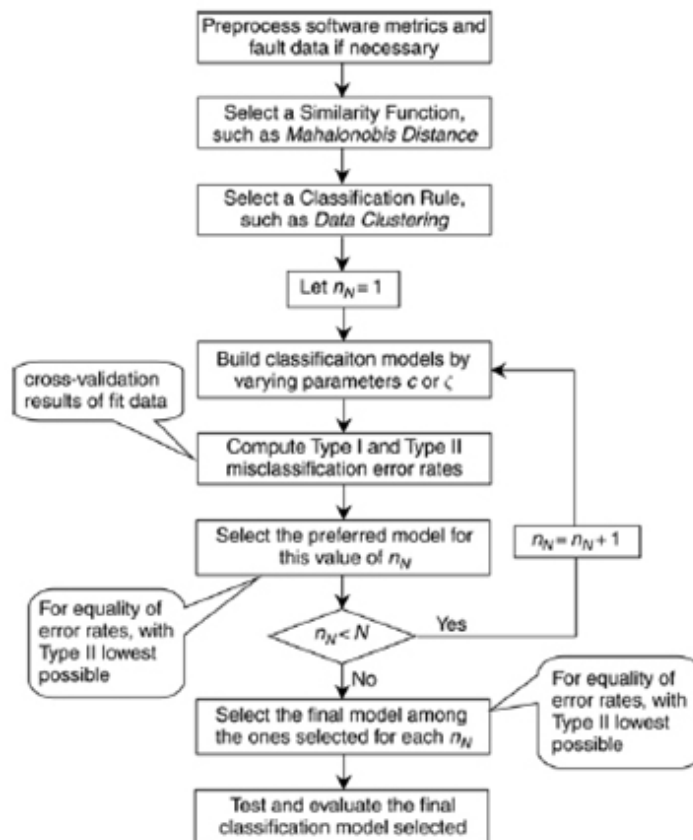 Preprocess software metrics and
fault data if necessary
Select a Similarity Function,
such as Mahalonobis Distance
Select a Classification Rule,
such as Data Clustering
Let n_N = 1
Build classificaiton models by
varying parameters c or ζ
cross-validation
results of fit data
Compute Type I and Type II
misclassification error rates
Select the preferred model for
this value of n_N
n_N = n_N + 1
For equality of
error rates, with
Type II lowest
possible
n_N < N
Yes
No
For equality of
error rates, with
Type II lowest
possible
Select the final model among
the ones selected for each n_N
Test and evaluate the final
classification model selected